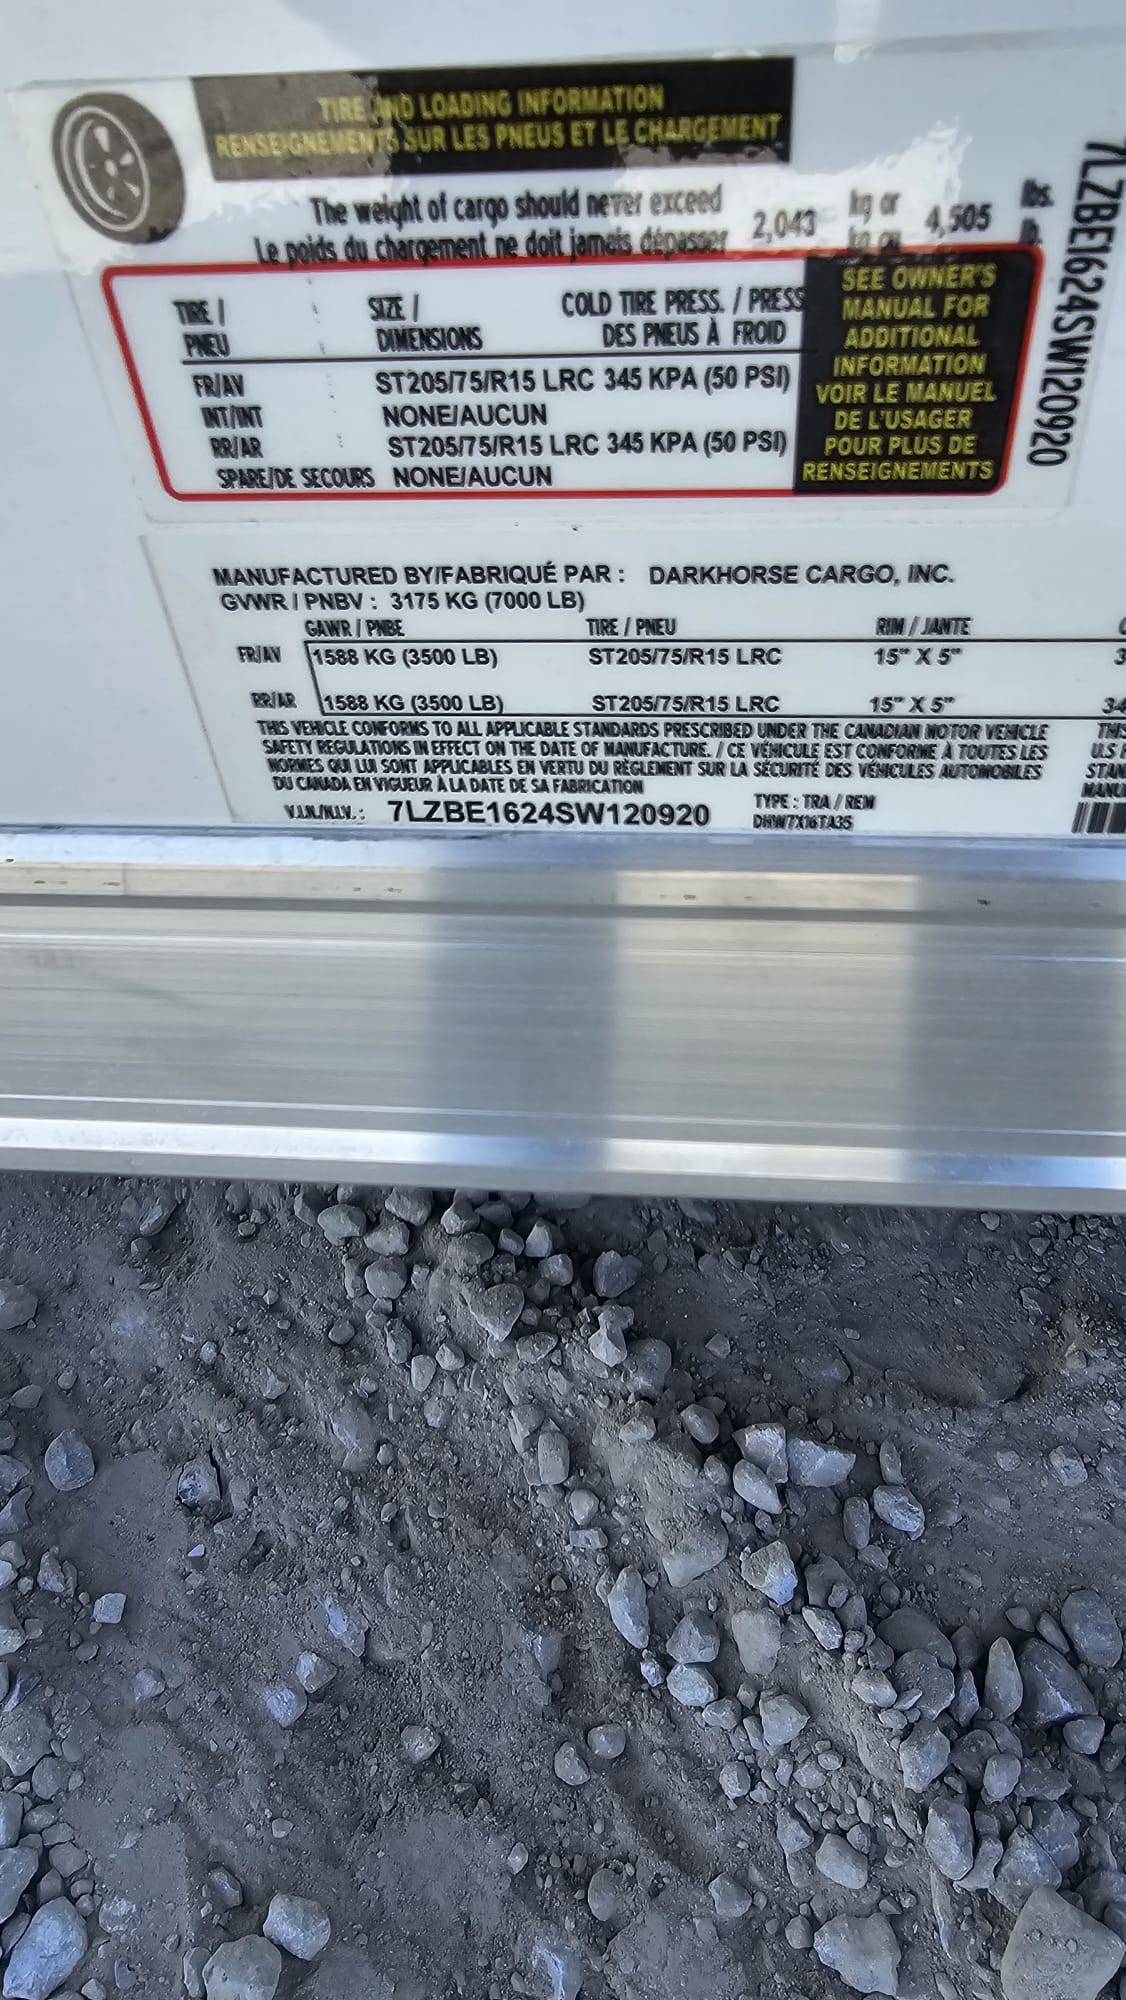 TIRE AND LOADING INFORMATION
RENSEIGNEMENTS SUR LES PNEUS ET LE CHARGEMENT
The weight of cargo should never exceed 2,043 kg or 4,505 lbs.
Le poids du chargement ne doit jamais dépasser kg ou lb.
TIRE / SIZE / COLD TIRE PRESS. / PRESS
PNEU DIMENSIONS DES PNEUS À FROID
FR/AV ST205/75/R15 LRC 345 KPA (50 PSI)
INT/INT NONE/AUCUN
RR/AR ST205/75/R15 LRC 345 KPA (50 PSI)
SPARE/DE SECOURS NONE/AUCUN
SEE OWNER'S
MANUAL FOR
ADDITIONAL
INFORMATION
VOIR LE MANUEL
DE L'USAGER
POUR PLUS DE
RENSEIGNEMENTS
7LZBE1624SW120920
MANUFACTURED BY/FABRIQUÉ PAR : DARKHORSE CARGO, INC.
GVWR / PNBV : 3175 KG (7000 LB)
GAWR / PNBE TIRE / PNEU RIM / JANTE
FR/AV 1588 KG (3500 LB) ST205/75/R15 LRC 15" X 5" 3
RR/AR 1588 KG (3500 LB) ST205/75/R15 LRC 15" X 5" 34
THIS VEHICLE CONFORMS TO ALL APPLICABLE STANDARDS PRESCRIBED UNDER THE CANADIAN MOTOR VEHICLE THIS
SAFETY REGULATIONS IN EFFECT ON THE DATE OF MANUFACTURE. / CE VÉHICULE EST CONFORME À TOUTES LES U.S F
NORMES QUI LUI SONT APPLICABLES EN VERTU DU RÈGLEMENT SUR LA SÉCURITÉ DES VÉHICULES AUTOMOBILES STAN
DU CANADA EN VIGUEUR À LA DATE DE SA FABRICATION MANU
V.I.N./N.I.V. : 7LZBE1624SW120920 TYPE : TRA / REM
DHW7X16TA35